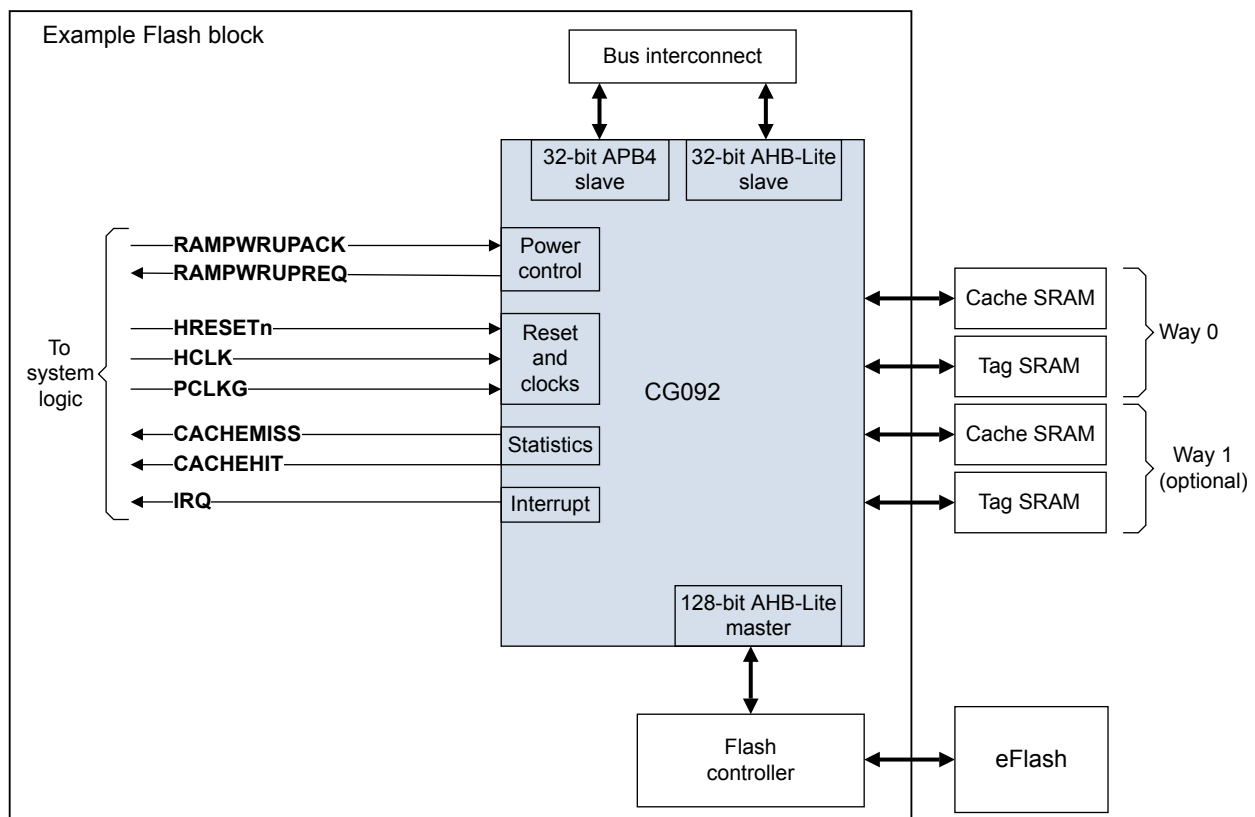 Example Flash block
Bus interconnect
32-bit APB4
slave
32-bit AHB-Lite
slave
RAMPWRUPACK
RAMPWRUPREQ
Power
control
HRESETn
HCLK
PCLKG
Reset
and
clocks
To
system
logic
CACHEMISS
CACHEHIT
Statistics
IRQ
Interrupt
CG092
Cache SRAM
Tag SRAM
Way 0
Cache SRAM
Tag SRAM
Way 1
(optional)
128-bit AHB-Lite
master
Flash
controller
eFlash